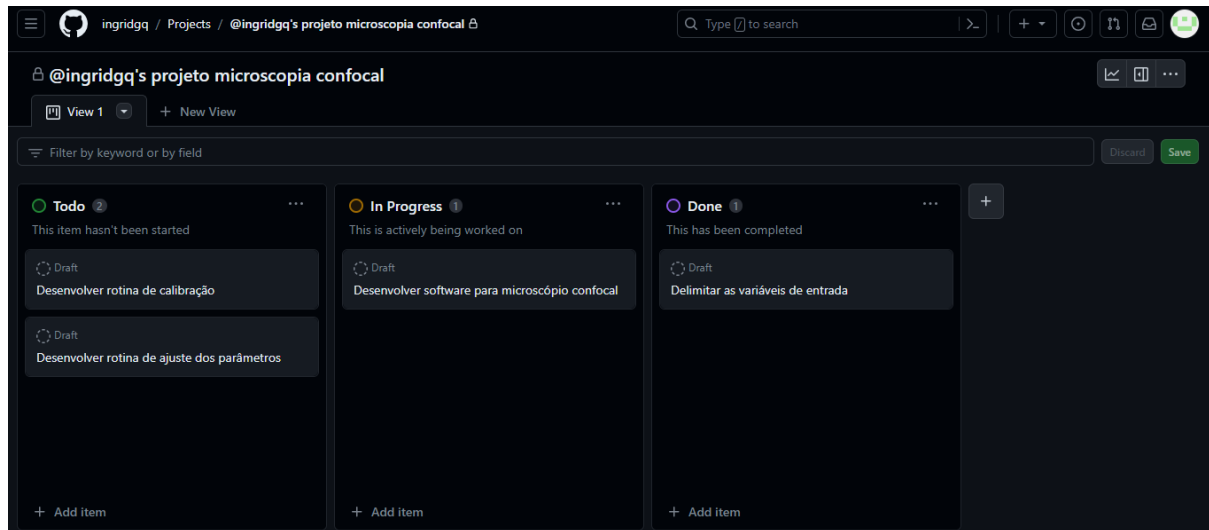 ingridgq / Projects / @ingridgq's projeto microscopia confocal
Type / to search
@ingridgq's projeto microscopia confocal
View 1
+ New View
Filter by keyword or by field
Discard
Save
Todo 2
This item hasn't been started
Draft
Desenvolver rotina de calibração
Draft
Desenvolver rotina de ajuste dos parâmetros
+ Add item
In Progress 1
This is actively being worked on
Draft
Desenvolver software para microscópio confocal
+ Add item
Done 1
This has been completed
Draft
Delimitar as variáveis de entrada
+ Add item